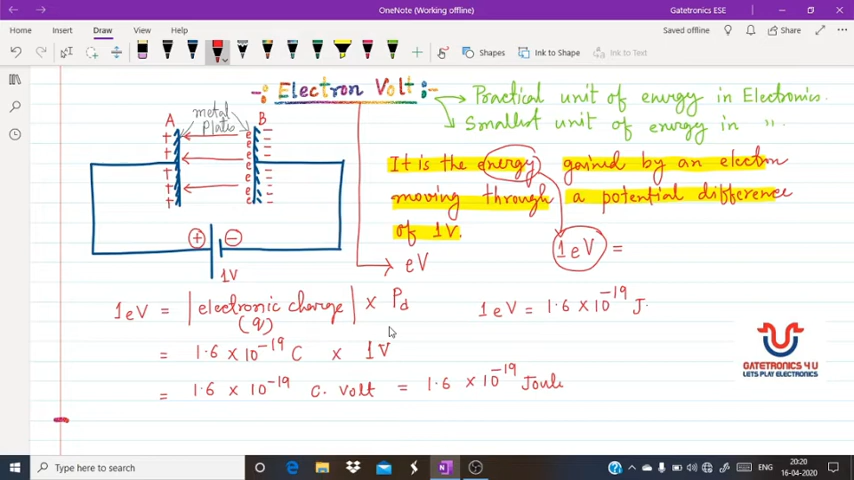 OneNote (Working offline)
Gatetronics ESE
Home Insert Draw View Help
Saved offline
Share
Shapes
Ink to Shape
Ink to Text
-: Electron Volt :-
Practical unit of energy in Electronics.
Smallest unit of energy in " .
metal
plates
A B
+ e -
+ e -
+ e -
+ e -
+ e -
It is the energy gained by an electron
moving through a potential difference
of 1V.
1eV =
+ -
1V
eV
1eV = |electronic charge| × Pd
(q)
1eV = 1.6 × 10-19 J.
= 1.6 × 10-19 C × 1V
= 1.6 × 10-19 C. volt = 1.6 × 10-19 Joule
GATETRONICS 4 U
LETS PLAY ELECTRONICS
Type here to search
ENG
20:20
16-04-2020